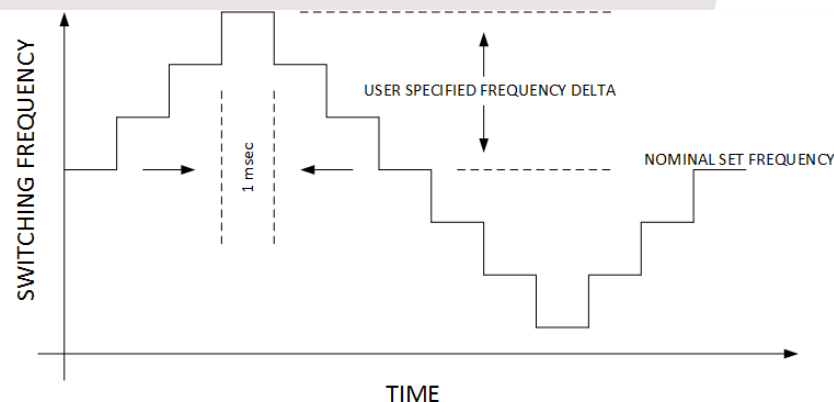 SWITCHING FREQUENCY
USER SPECIFIED FREQUENCY DELTA
NOMINAL SET FREQUENCY
1 msec
TIME